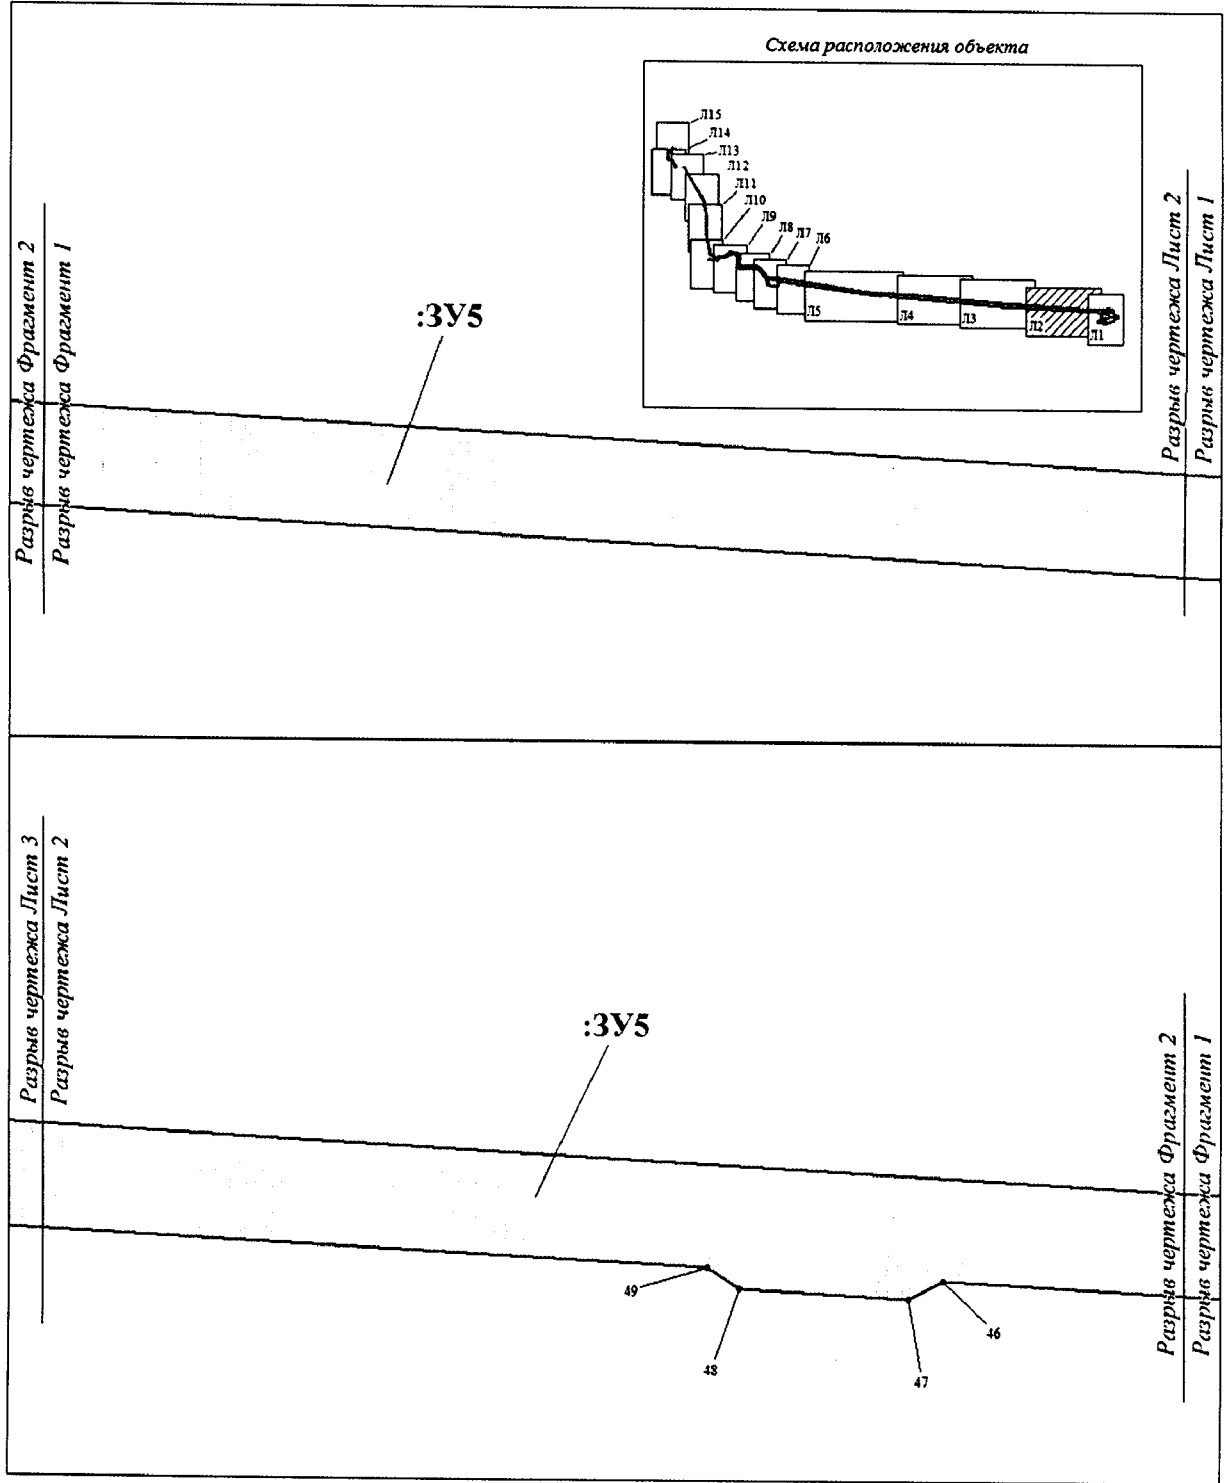 Схема расположения объекта
Л15
Л14
Л13
Л12
Л11
Л10
Л9
Л8
Л7
Л6
Л5
Л4
Л3
Л2
Л1
Разрыв чертежа Фрагмент 2
Разрыв чертежа Фрагмент 1
:ЗУ5
Разрыв чертежа Лист 2
Разрыв чертежа Лист 1
Разрыв чертежа Лист 3
Разрыв чертежа Лист 2
:ЗУ5
Разрыв чертежа Фрагмент 2
Разрыв чертежа Фрагмент 1
49
48
47
46